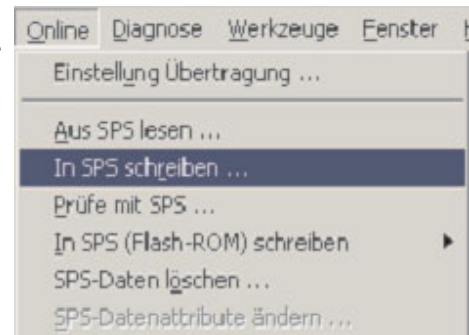 Online Diagnose Werkzeuge Fenster
Einstellung Übertragung ...
Aus SPS lesen ...
In SPS schreiben ...
Prüfe mit SPS ...
In SPS (Flash-ROM) schreiben
SPS-Daten löschen ...
SPS-Datenattribute ändern ...